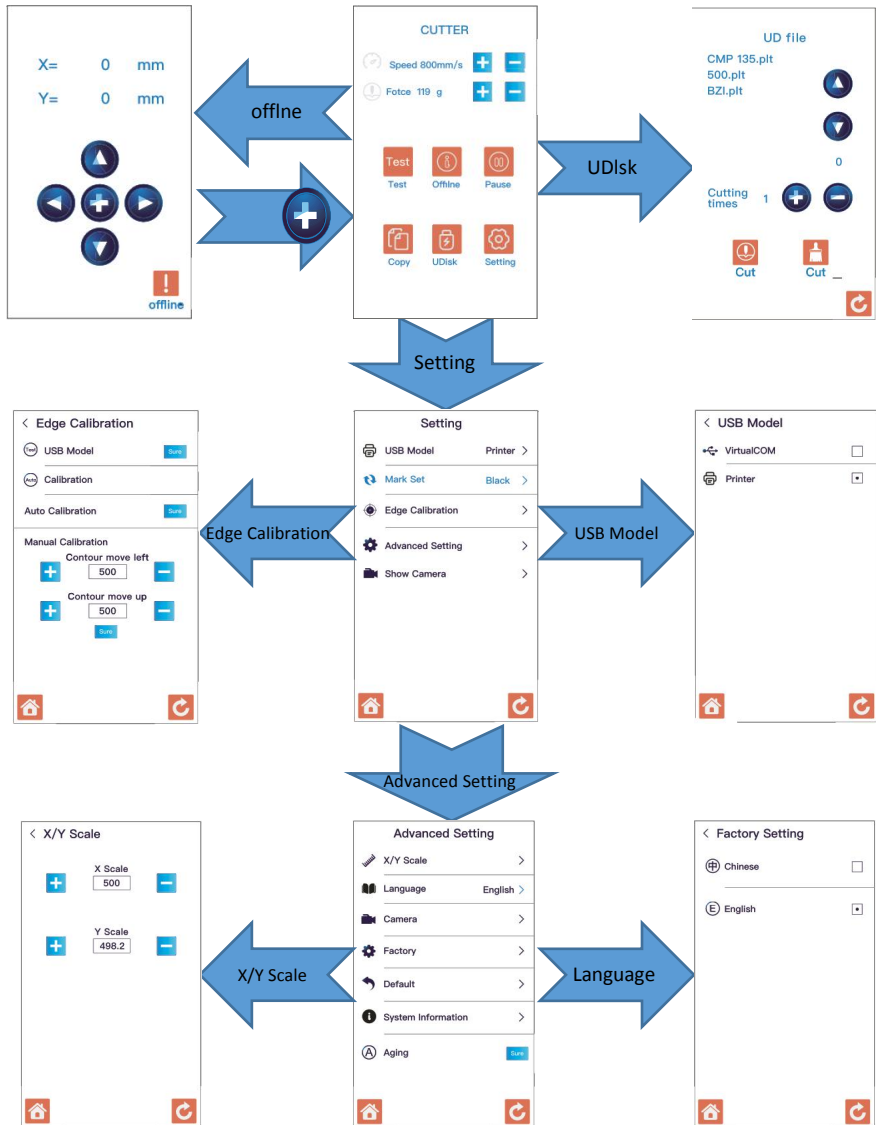 X= 0 mm
Y= 0 mm
offline
offlne
CUTTER
Speed 800mm/s
Fotce 119 g
Test
Test
Offilne
Pause
Copy
UDisk
Setting
UDlsk
UD file
CMP 135.plt
500.plt
BZI.plt
0
Cutting
times 1
Cut
Cut _
Setting
< Edge Calibration
Test USB Model Sure
Auto Calibration
Auto Calibration Sure
Manual Calibration
Contour move left
500
Contour move up
500
Sure
Edge Calibration
Setting
USB Model Printer >
Mark Set Black >
Edge Calibration >
Advanced Setting >
Show Camera >
USB Model
< USB Model
VirtualCOM
Printer
Advanced Setting
< X/Y Scale
X Scale
500
Y Scale
498.2
X/Y Scale
Advanced Setting
X/Y Scale >
Language English >
Camera >
Factory >
Default >
System Information >
A Aging Sure
Language
< Factory Setting
中 Chinese
E English